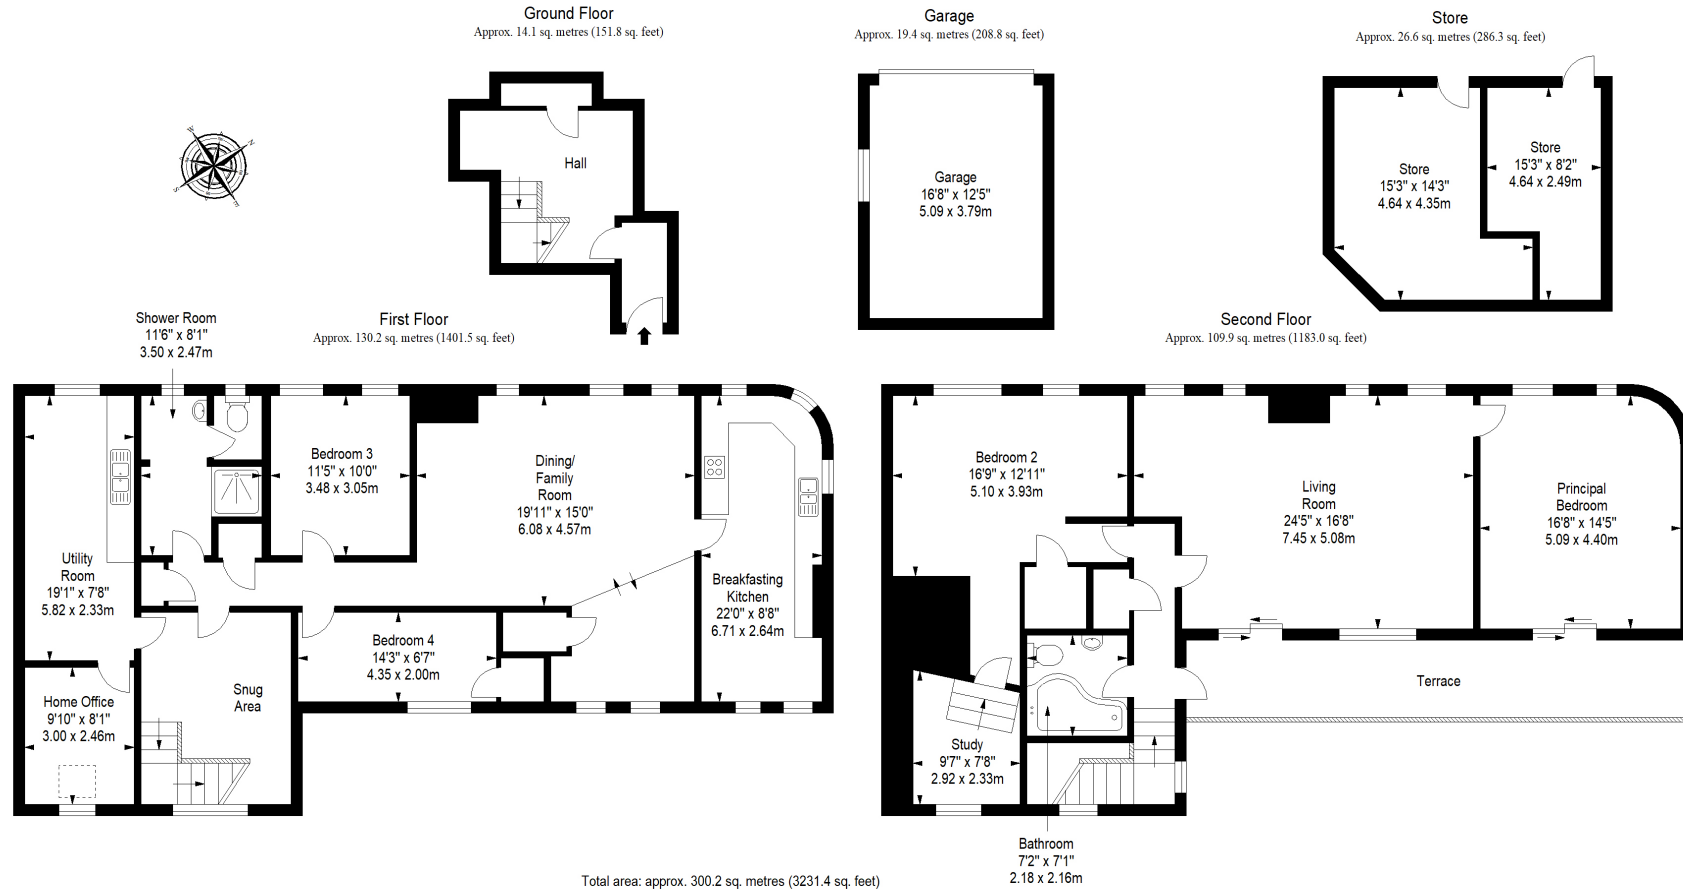 Ground Floor
Approx. 14.1 sq. metres (151.8 sq. feet)
Hall
Garage
Approx. 19.4 sq. metres (208.8 sq. feet)
Garage
16'8" x 12'5"
5.09 x 3.79m
Store
Approx. 26.6 sq. metres (286.3 sq. feet)
Store
15'3" x 14'3"
4.64 x 4.35m
Store
15'3" x 8'2"
4.64 x 2.49m
W
N
S
E
First Floor
Approx. 130.2 sq. metres (1401.5 sq. feet)
Shower Room
11'6" x 8'1"
3.50 x 2.47m
Bedroom 3
11'5" x 10'0"
3.48 x 3.05m
Dining/
Family
Room
19'11" x 15'0"
6.08 x 4.57m
Utility
Room
19'1" x 7'8"
5.82 x 2.33m
Breakfasting
Kitchen
22'0" x 8'8"
6.71 x 2.64m
Bedroom 4
14'3" x 6'7"
4.35 x 2.00m
Snug
Area
Home Office
9'10" x 8'1"
3.00 x 2.46m
Second Floor
Approx. 109.9 sq. metres (1183.0 sq. feet)
Bedroom 2
16'9" x 12'11"
5.10 x 3.93m
Living
Room
24'5" x 16'8"
7.45 x 5.08m
Principal
Bedroom
16'8" x 14'5"
5.09 x 4.40m
Terrace
Study
9'7" x 7'8"
2.92 x 2.33m
Bathroom
7'2" x 7'1"
2.18 x 2.16m
Total area: approx. 300.2 sq. metres (3231.4 sq. feet)